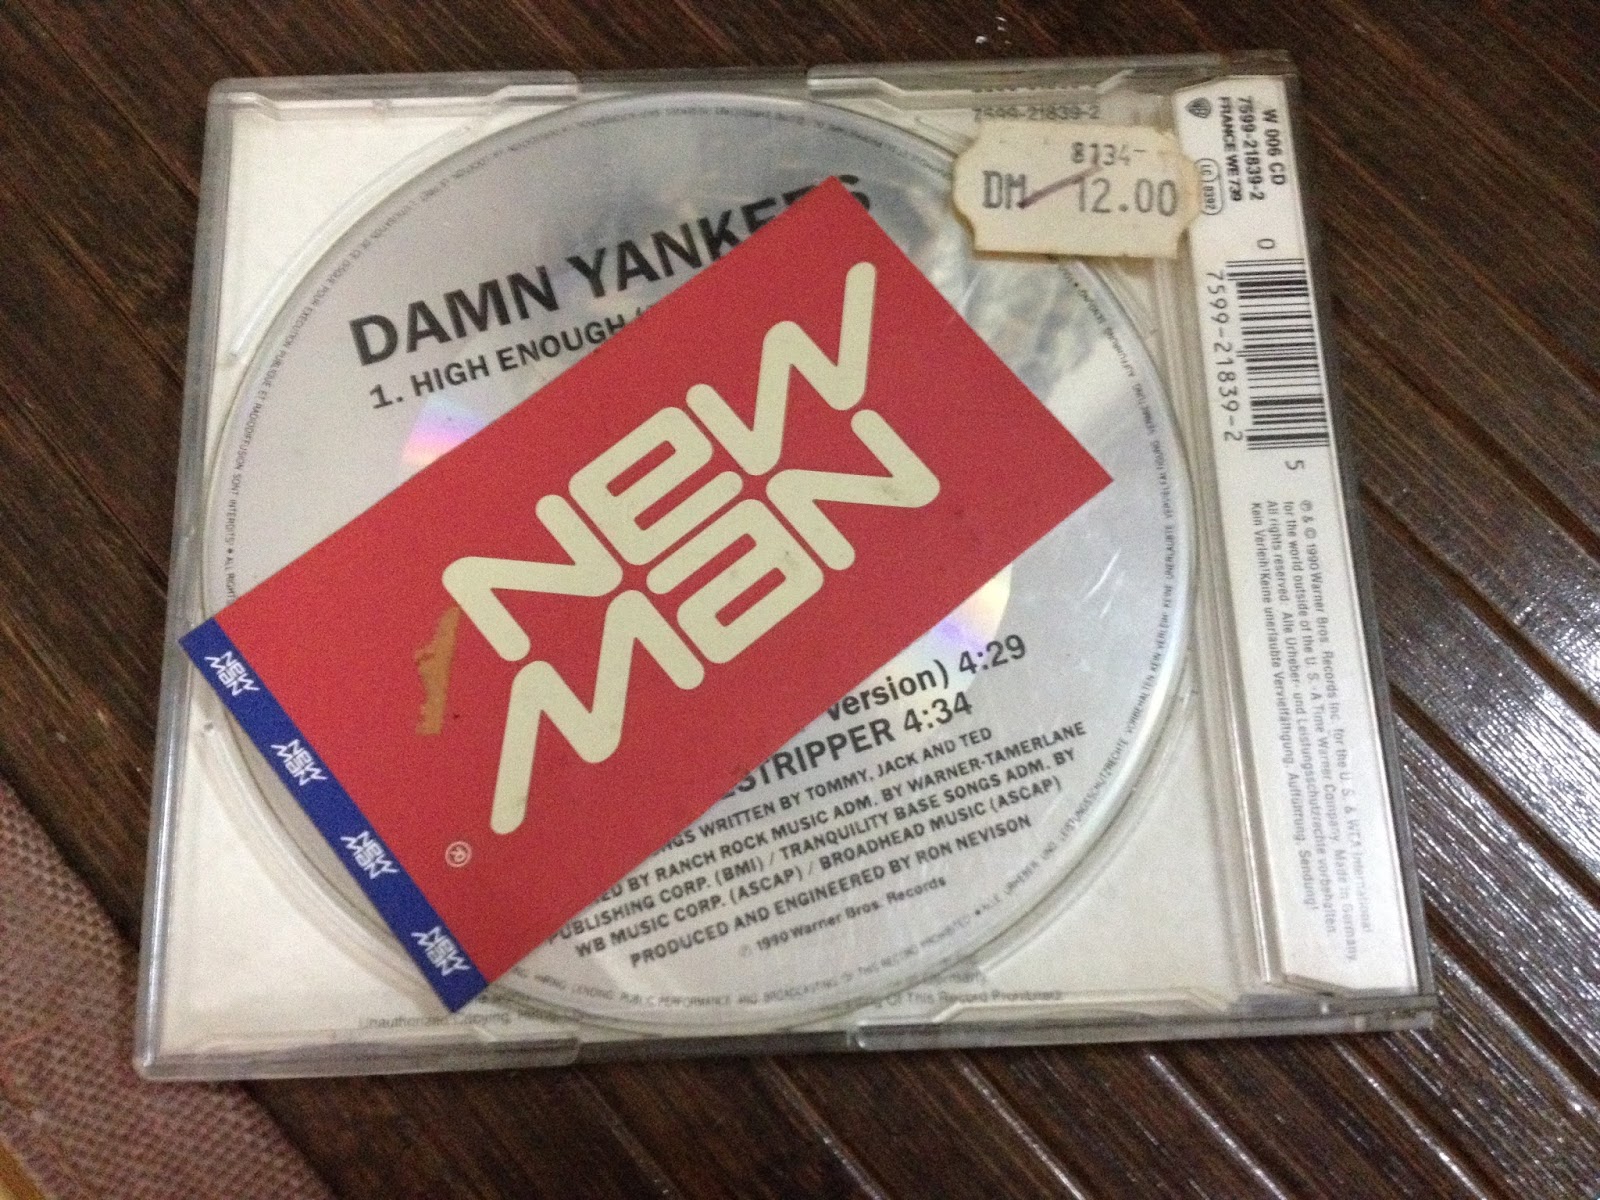 DAMN YANKEES
1. HIGH ENOUGH
version) 4:29
STRIPPER 4:34
WRITTEN BY TOMMY, JACK AND TED
BY RANCH ROCK MUSIC ADM. BY WARNER-TAMERLANE
PUBLISHING CORP. (BMI) / TRANQUILITY BASE SONGS ADM. BY
WB MUSIC CORP. (ASCAP) / BROADHEAD MUSIC (ASCAP)
PRODUCED AND ENGINEERED BY RON NEVISON
℗ 1990 Warner Bros. Records
NEW
MAN
®
NEW MAN
NEW MAN
NEW MAN
NEW MAN
7599-21839-2
8134-
DM 12.00
W 006 CD
7599-21839-2
FRANCE WE 739
LC 0392
0 7599-21839-2 5
℗ & © 1990 Warner Bros. Records Inc. for the U. S. & WEA International
for the world outside of the U. S. · A Time Warner Company. Made in Germany.
All rights reserved. Alle Urheber- und Leistungsschutzrechte vorbehalten.
Kein Verleih! Keine unerlaubte Vervielfältigung, Aufführung, Sendung!
Of This Record Prohibited